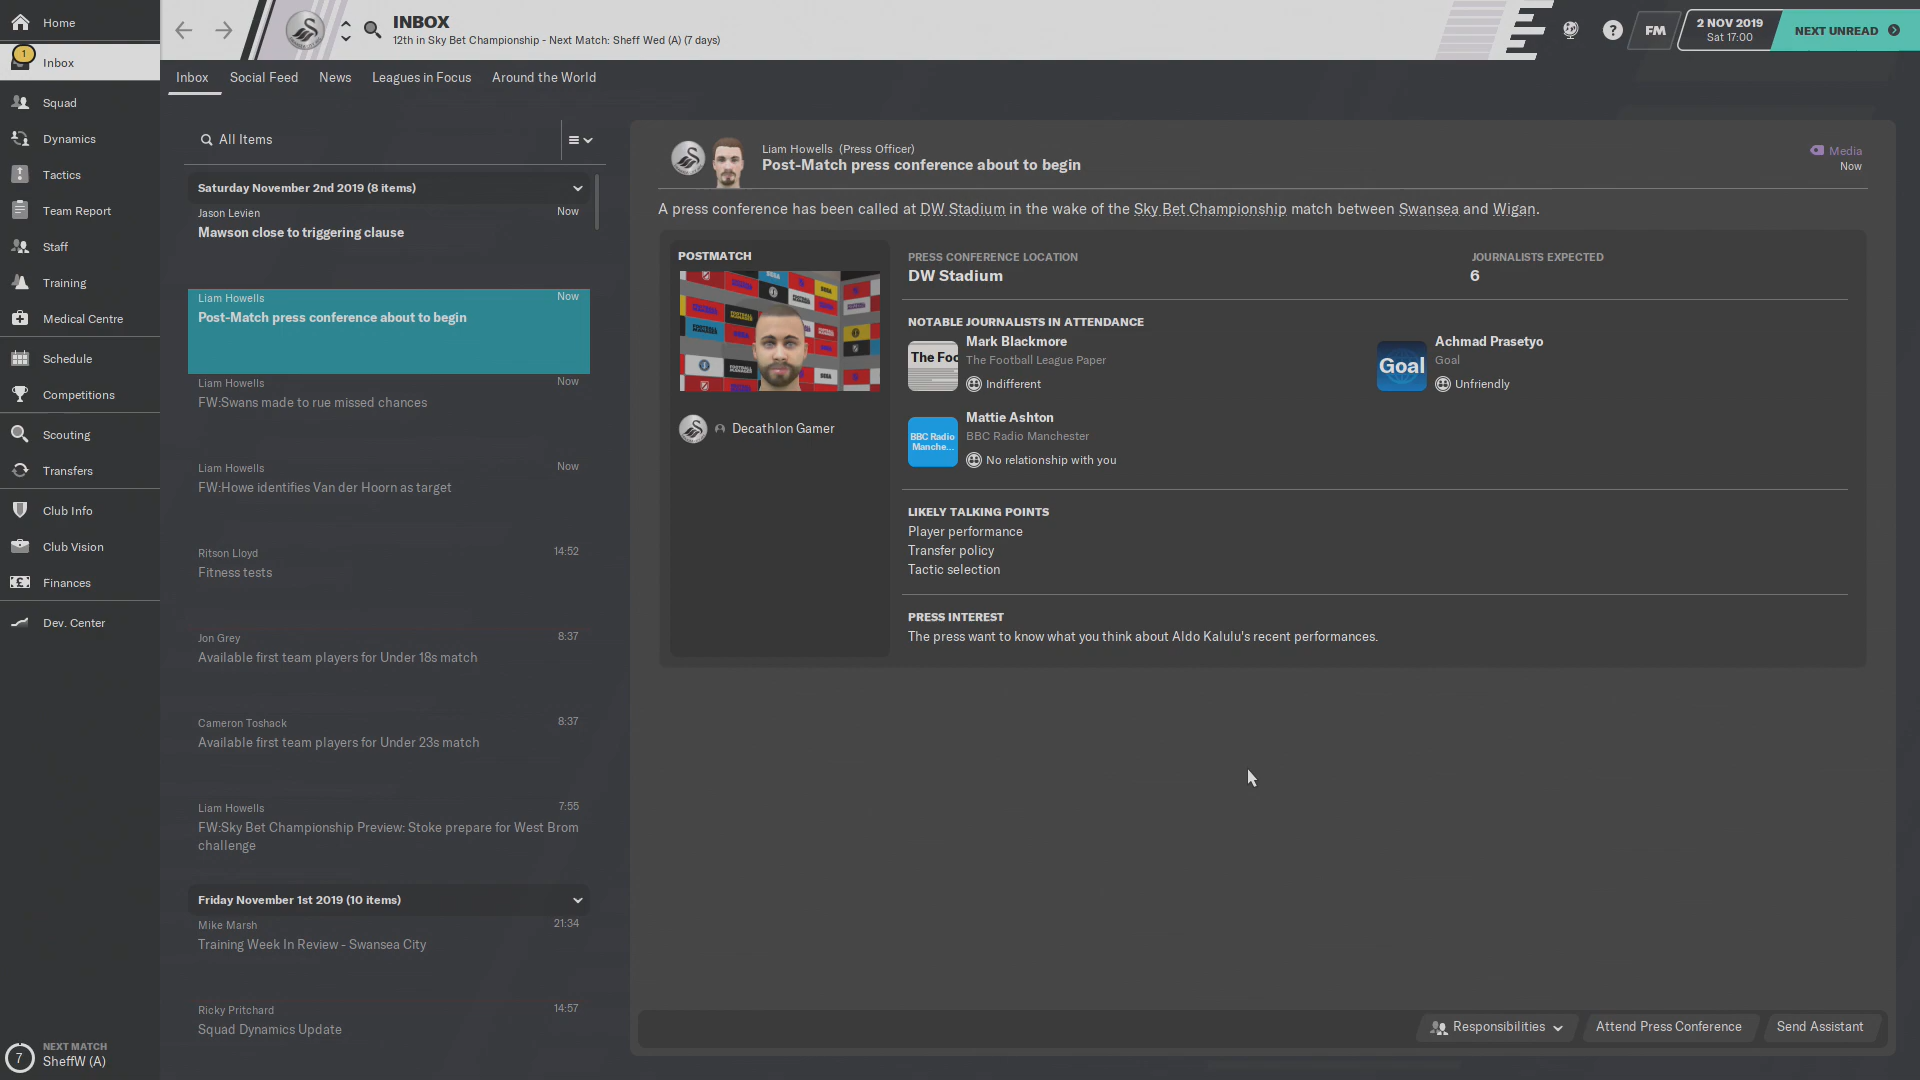 Home
1
Inbox
Squad
Dynamics
Tactics
Team Report
Staff
Training
Medical Centre
Schedule
Competitions
Scouting
Transfers
Club Info
Club Vision
Finances
Dev. Center
7
NEXT MATCH
SheffW (A)
INBOX
12th in Sky Bet Championship - Next Match: Sheff Wed (A) (7 days)
?
FM
2 NOV 2019
Sat 17:00
NEXT UNREAD
Inbox
Social Feed
News
Leagues in Focus
Around the World
All Items
Saturday November 2nd 2019 (8 items)
Jason Levien
Now
Mawson close to triggering clause
Liam Howells
Now
Post-Match press conference about to begin
Liam Howells
Now
FW:Swans made to rue missed chances
Liam Howells
Now
FW:Howe identifies Van der Hoorn as target
Ritson Lloyd
14:52
Fitness tests
Jon Grey
8:37
Available first team players for Under 18s match
Cameron Toshack
8:37
Available first team players for Under 23s match
Liam Howells
7:55
FW:Sky Bet Championship Preview: Stoke prepare for West Brom
challenge
Friday November 1st 2019 (10 items)
Mike Marsh
21:34
Training Week In Review - Swansea City
Ricky Pritchard
14:57
Squad Dynamics Update
Liam Howells (Press Officer)
Post-Match press conference about to begin
Media
Now
A press conference has been called at DW Stadium in the wake of the Sky Bet Championship match between Swansea and Wigan.
POSTMATCH
Decathlon Gamer
PRESS CONFERENCE LOCATION
DW Stadium
JOURNALISTS EXPECTED
6
NOTABLE JOURNALISTS IN ATTENDANCE
The Foo
Mark Blackmore
The Football League Paper
Indifferent
Goal
Achmad Prasetyo
Goal
Unfriendly
BBC Radio
Manche...
Mattie Ashton
BBC Radio Manchester
No relationship with you
LIKELY TALKING POINTS
Player performance
Transfer policy
Tactic selection
PRESS INTEREST
The press want to know what you think about Aldo Kalulu's recent performances.
Responsibilities
Attend Press Conference
Send Assistant